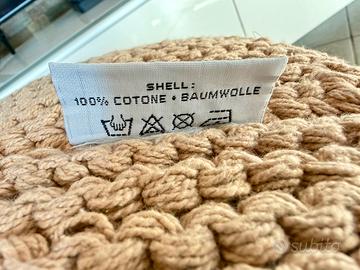 SHELL:
100% COTONE • BAUMWOLLE
subito